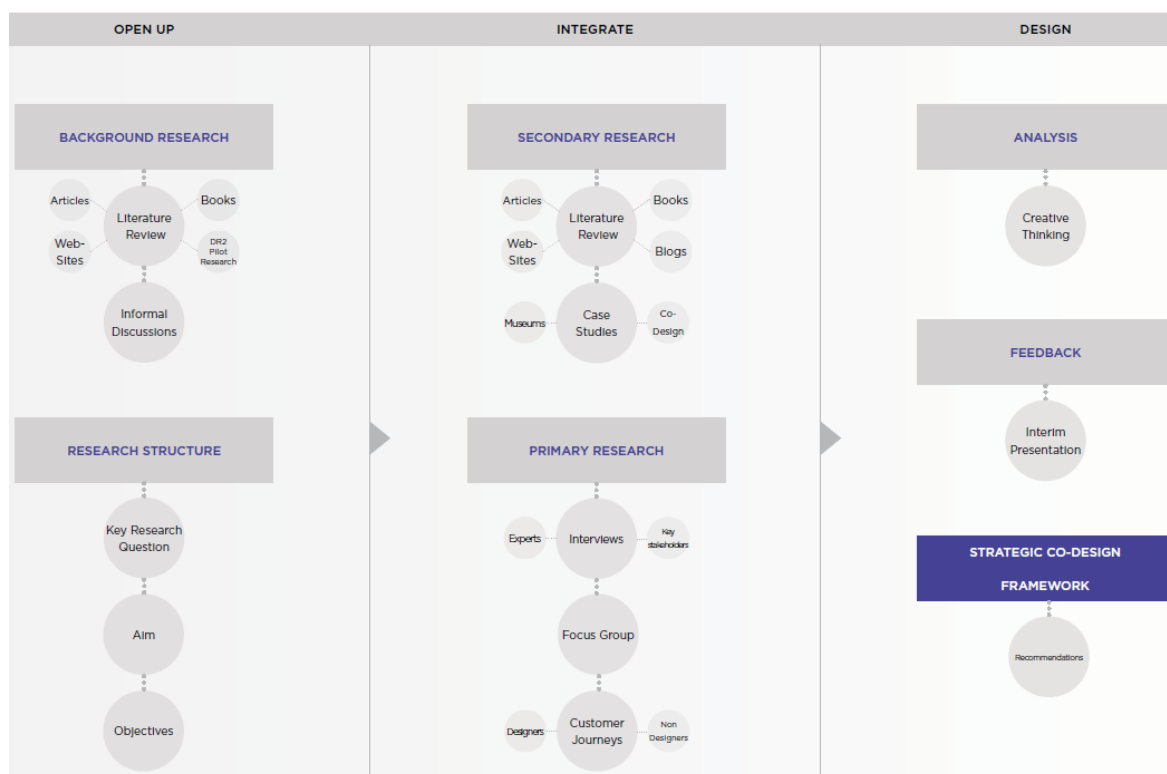 OPEN UP
INTEGRATE
DESIGN
BACKGROUND RESEARCH
Articles
Books
Literature
Review
Web-
Sites
DR2
Pilot
Research
Informal
Discussions
RESEARCH STRUCTURE
Key Research
Question
Aim
Objectives
SECONDARY RESEARCH
Articles
Books
Literature
Review
Web-
Sites
Blogs
Museums
Case
Studies
Co-
Design
PRIMARY RESEARCH
Experts
Interviews
Key
stakeholders
Focus Group
Designers
Customer
Journeys
Non
Designers
ANALYSIS
Creative
Thinking
FEEDBACK
Interim
Presentation
STRATEGIC CO-DESIGN
FRAMEWORK
Recommendations